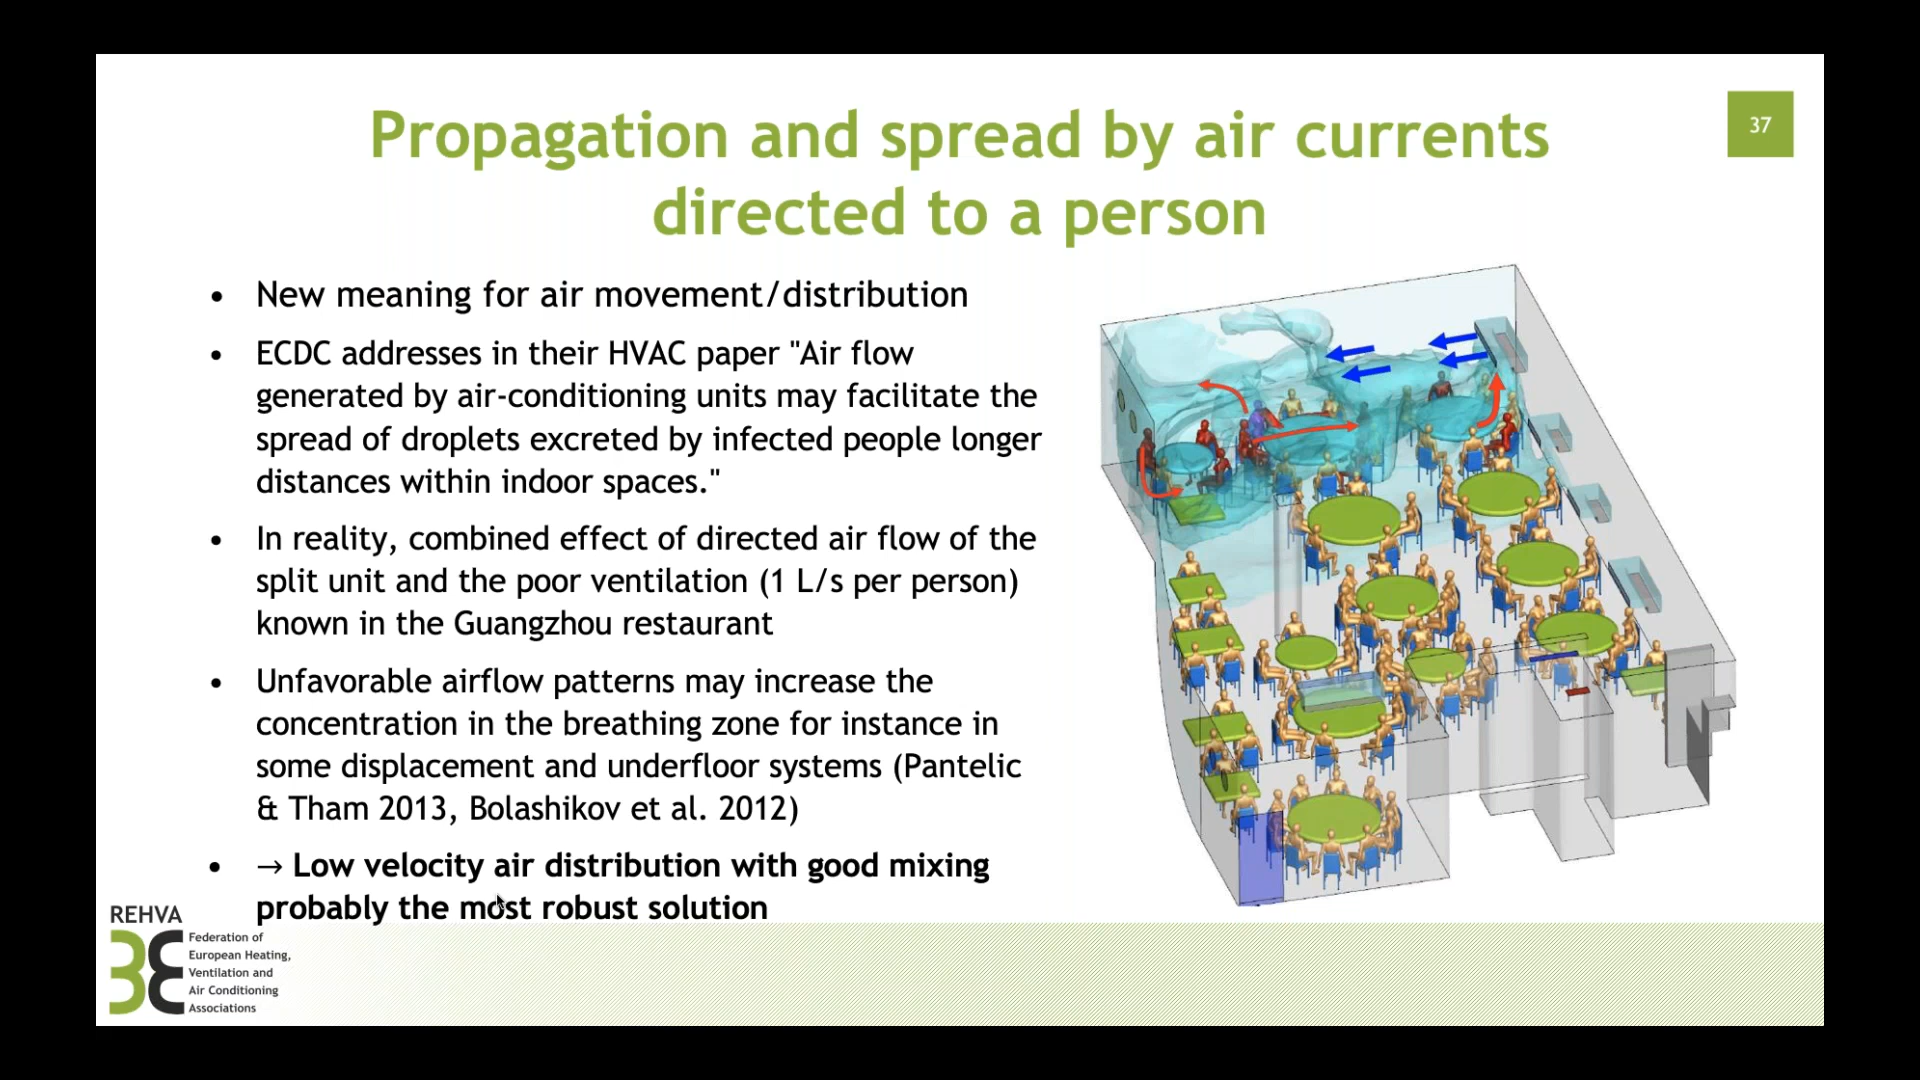 Propagation and spread by air currents
directed to a person
37
• New meaning for air movement/distribution
• ECDC addresses in their HVAC paper "Air flow
generated by air-conditioning units may facilitate the
spread of droplets excreted by infected people longer
distances within indoor spaces."
• In reality, combined effect of directed air flow of the
split unit and the poor ventilation (1 L/s per person)
known in the Guangzhou restaurant
• Unfavorable airflow patterns may increase the
concentration in the breathing zone for instance in
some displacement and underfloor systems (Pantelic
& Tham 2013, Bolashikov et al. 2012)
• → Low velocity air distribution with good mixing
probably the most robust solution
REHVA
Federation of
European Heating,
Ventilation and
Air Conditioning
Associations